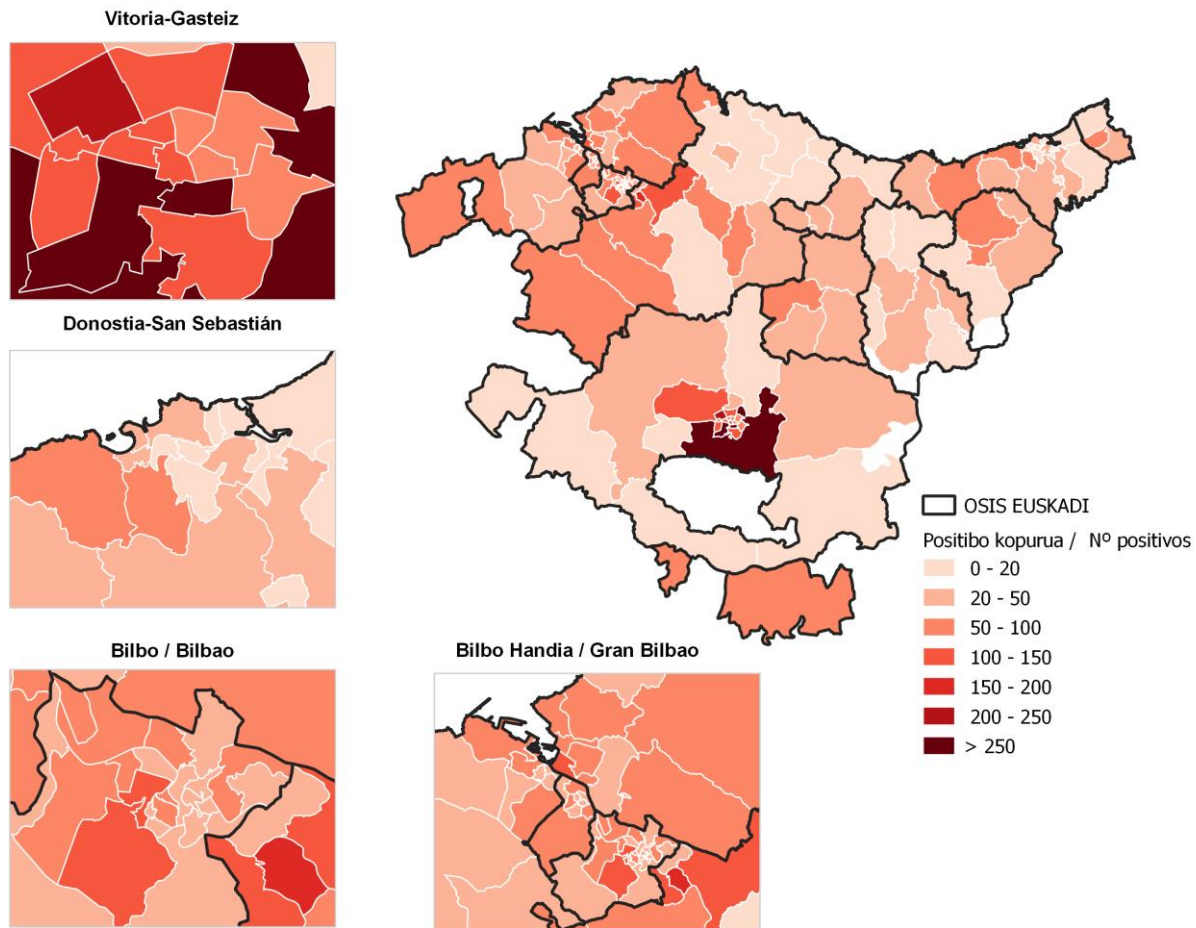 Vitoria-Gasteiz
Donostia-San Sebastián
Bilbo / Bilbao
Bilbo Handia / Gran Bilbao
OSIS EUSKADI
Positibo kopurua / Nº positivos
0 - 20
20 - 50
50 - 100
100 - 150
150 - 200
200 - 250
> 250